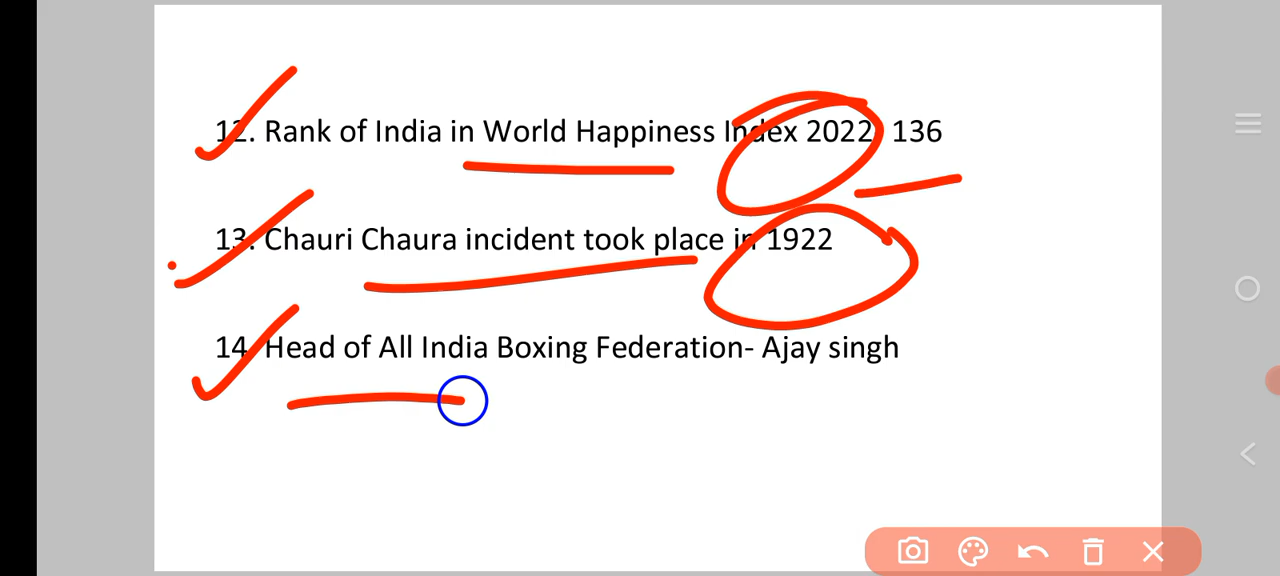 12. Rank of India in World Happiness Index 2022, 136
13. Chauri Chaura incident took place in 1922
14. Head of All India Boxing Federation- Ajay singh